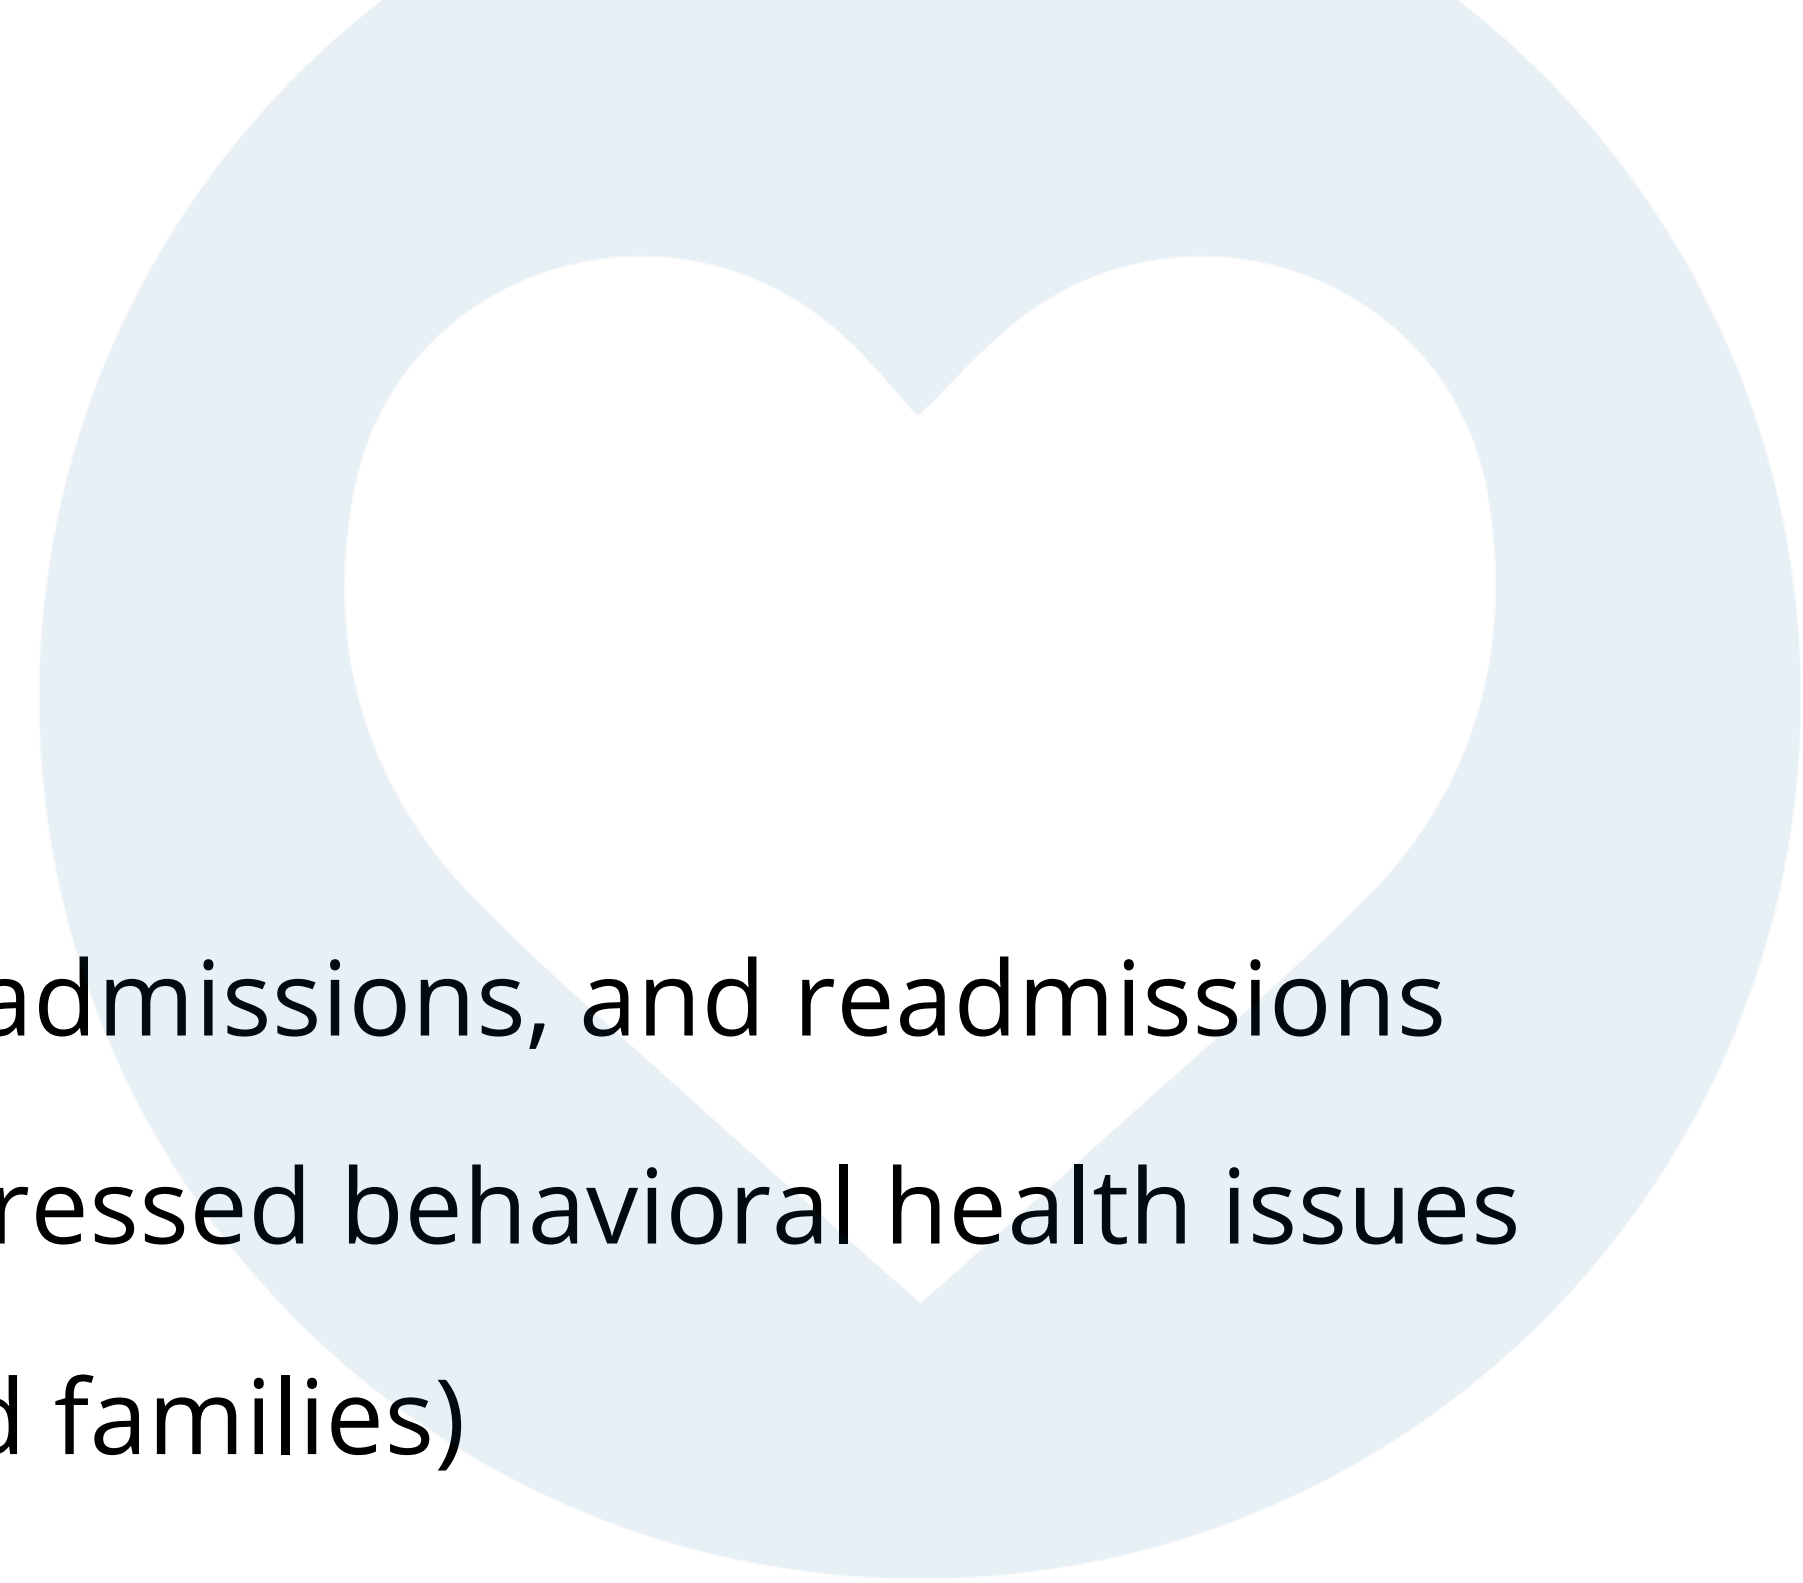 admissions, and readmissions
ressed behavioral health issues
d families)